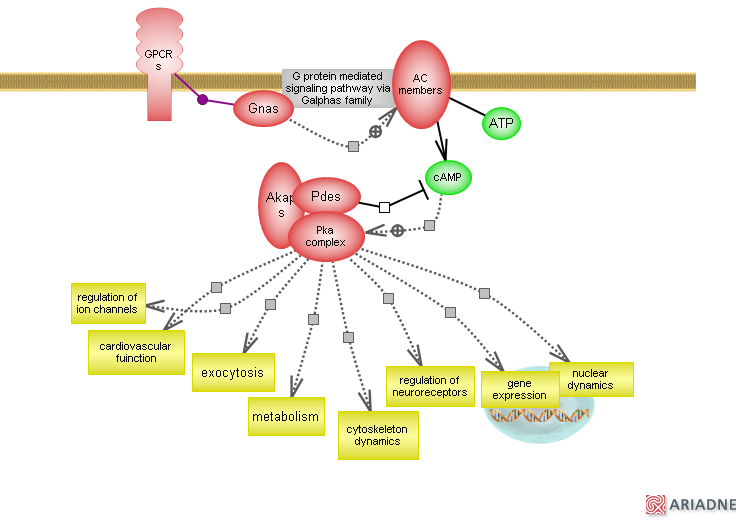 GPCR
s
G protein mediated
signaling pathway via
Galphas family
AC
members
Gnas
ATP
cAMP
Akap
s
Pdes
Pka
complex
regulation of
ion channels
cardiovascular
fuinction
exocytosis
metabolism
cytoskeleton
dynamics
regulation of
neuroreceptors
gene
expression
nuclear
dynamics
ARIADNE